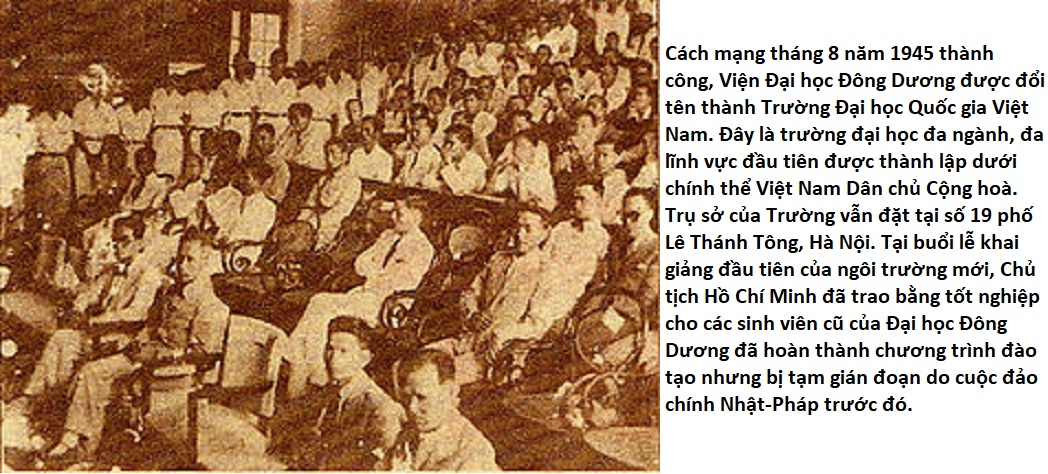 Cách mạng tháng 8 năm 1945 thành
công, Viện Đại học Đông Dương được đổi
tên thành Trường Đại học Quốc gia Việt
Nam. Đây là trường đại học đa ngành, đa
lĩnh vực đầu tiên được thành lập dưới
chính thể Việt Nam Dân chủ Cộng hoà.
Trụ sở của Trường vẫn đặt tại số 19 phố
Lê Thánh Tông, Hà Nội. Tại buổi lễ khai
giảng đầu tiên của ngôi trường mới, Chủ
tịch Hồ Chí Minh đã trao bằng tốt nghiệp
cho các sinh viên cũ của Đại học Đông
Dương đã hoàn thành chương trình đào
tạo nhưng bị tạm gián đoạn do cuộc đảo
chính Nhật-Pháp trước đó.